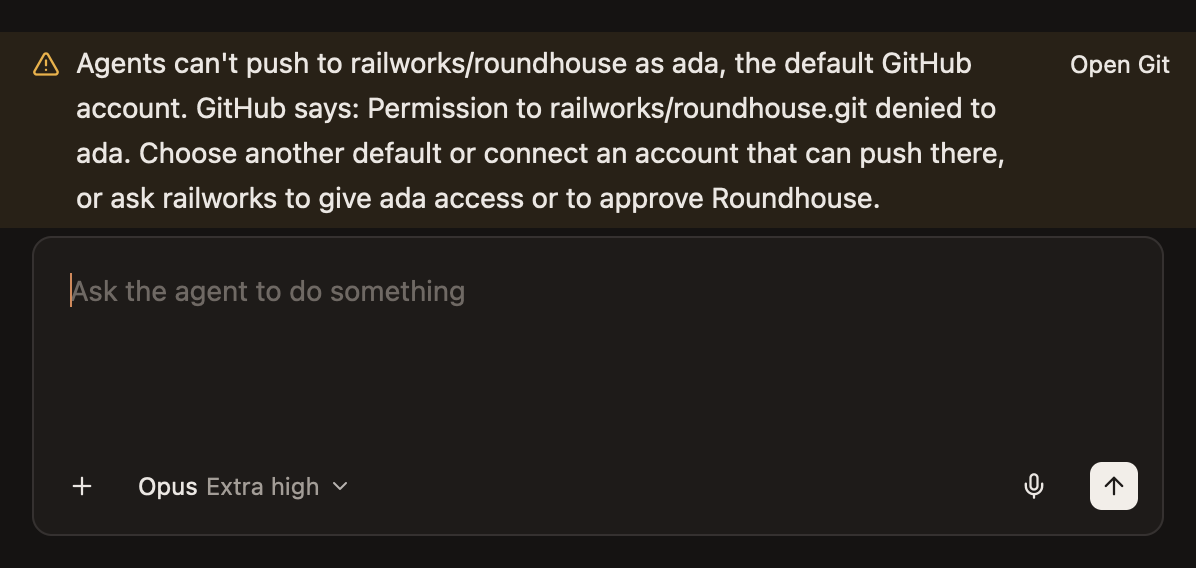 Agents can't push to railworks/roundhouse as ada, the default GitHub
account. GitHub says: Permission to railworks/roundhouse.git denied to
ada. Choose another default or connect an account that can push there,
or ask railworks to give ada access or to approve Roundhouse.
Open Git
Ask the agent to do something
Opus Extra high